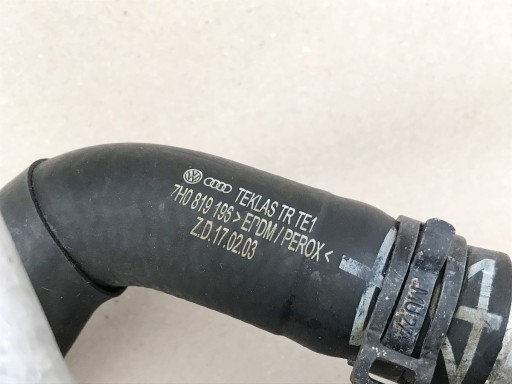 TEKLAS TR TE1
7H0 819 196 >EPDM/PEROX<
Z.D.17.02.03